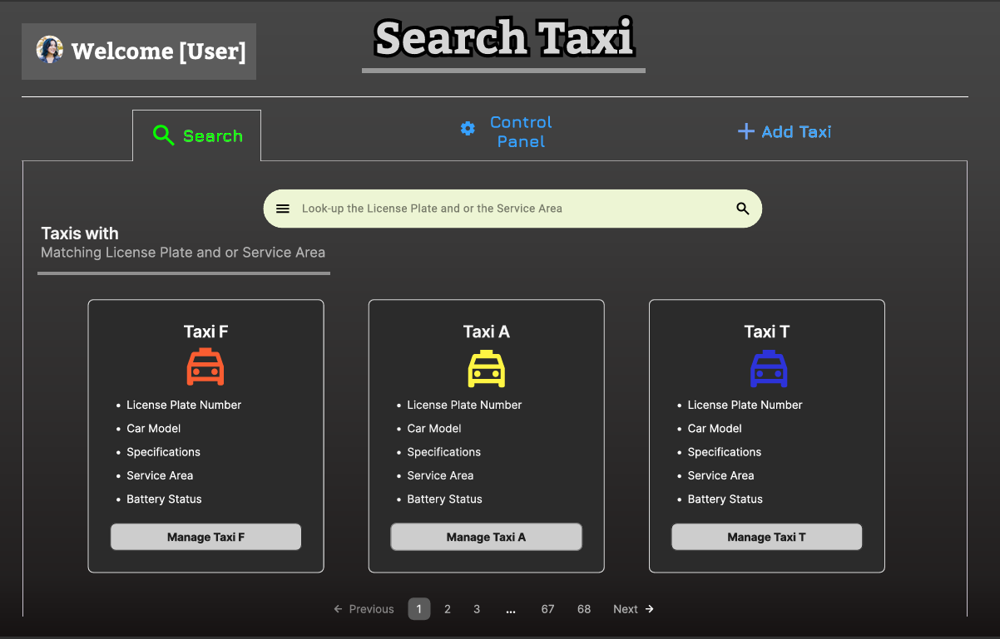 Welcome [User]
Search Taxi
Search
Control
Panel
Add Taxi
Look-up the License Plate and or the Service Area
Taxis with
Matching License Plate and or Service Area
Taxi F
• License Plate Number
• Car Model
• Specifications
• Service Area
• Battery Status
Manage Taxi F
Taxi A
• License Plate Number
• Car Model
• Specifications
• Service Area
• Battery Status
Manage Taxi A
Taxi T
• License Plate Number
• Car Model
• Specifications
• Service Area
• Battery Status
Manage Taxi T
← Previous 1 2 3 ... 67 68 Next →